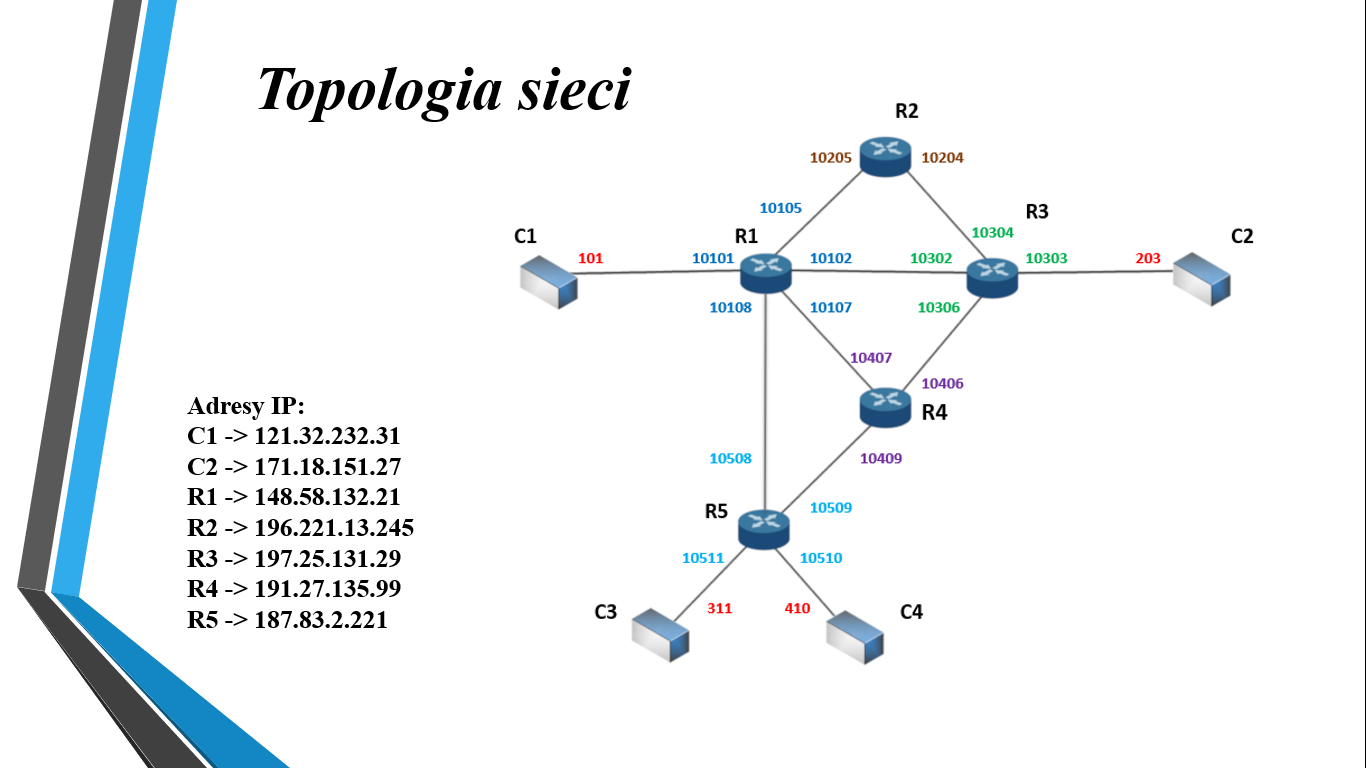 Topologia sieci
R2
10205 10204
10105
R3
10304
C1
R1
C2
101
10101 10102
10302 10303
203
10108 10107
10306
10407
10406
R4
Adresy IP:
C1 -> 121.32.232.31
C2 -> 171.18.151.27
R1 -> 148.58.132.21
R2 -> 196.221.13.245
R3 -> 197.25.131.29
R4 -> 191.27.135.99
R5 -> 187.83.2.221
10508
10409
R5
10509
10511 10510
C3
311
410
C4